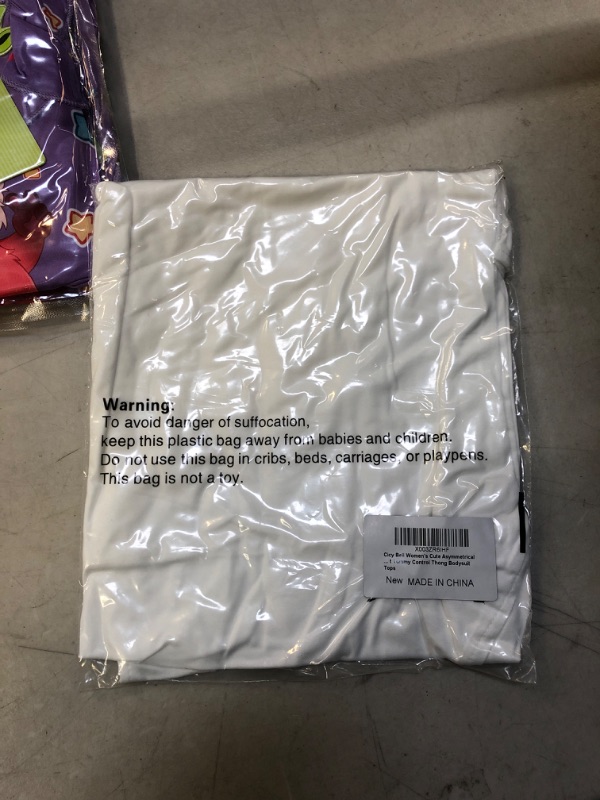 Warning:
To avoid danger of suffocation,
keep this plastic bag away from babies and children.
Do not use this bag in cribs, beds, carriages, or playpens.
This bag is not a toy.
Women's Cute Asymmetrical
... Control Thong Bodysuit
Tops
New MADE IN CHINA